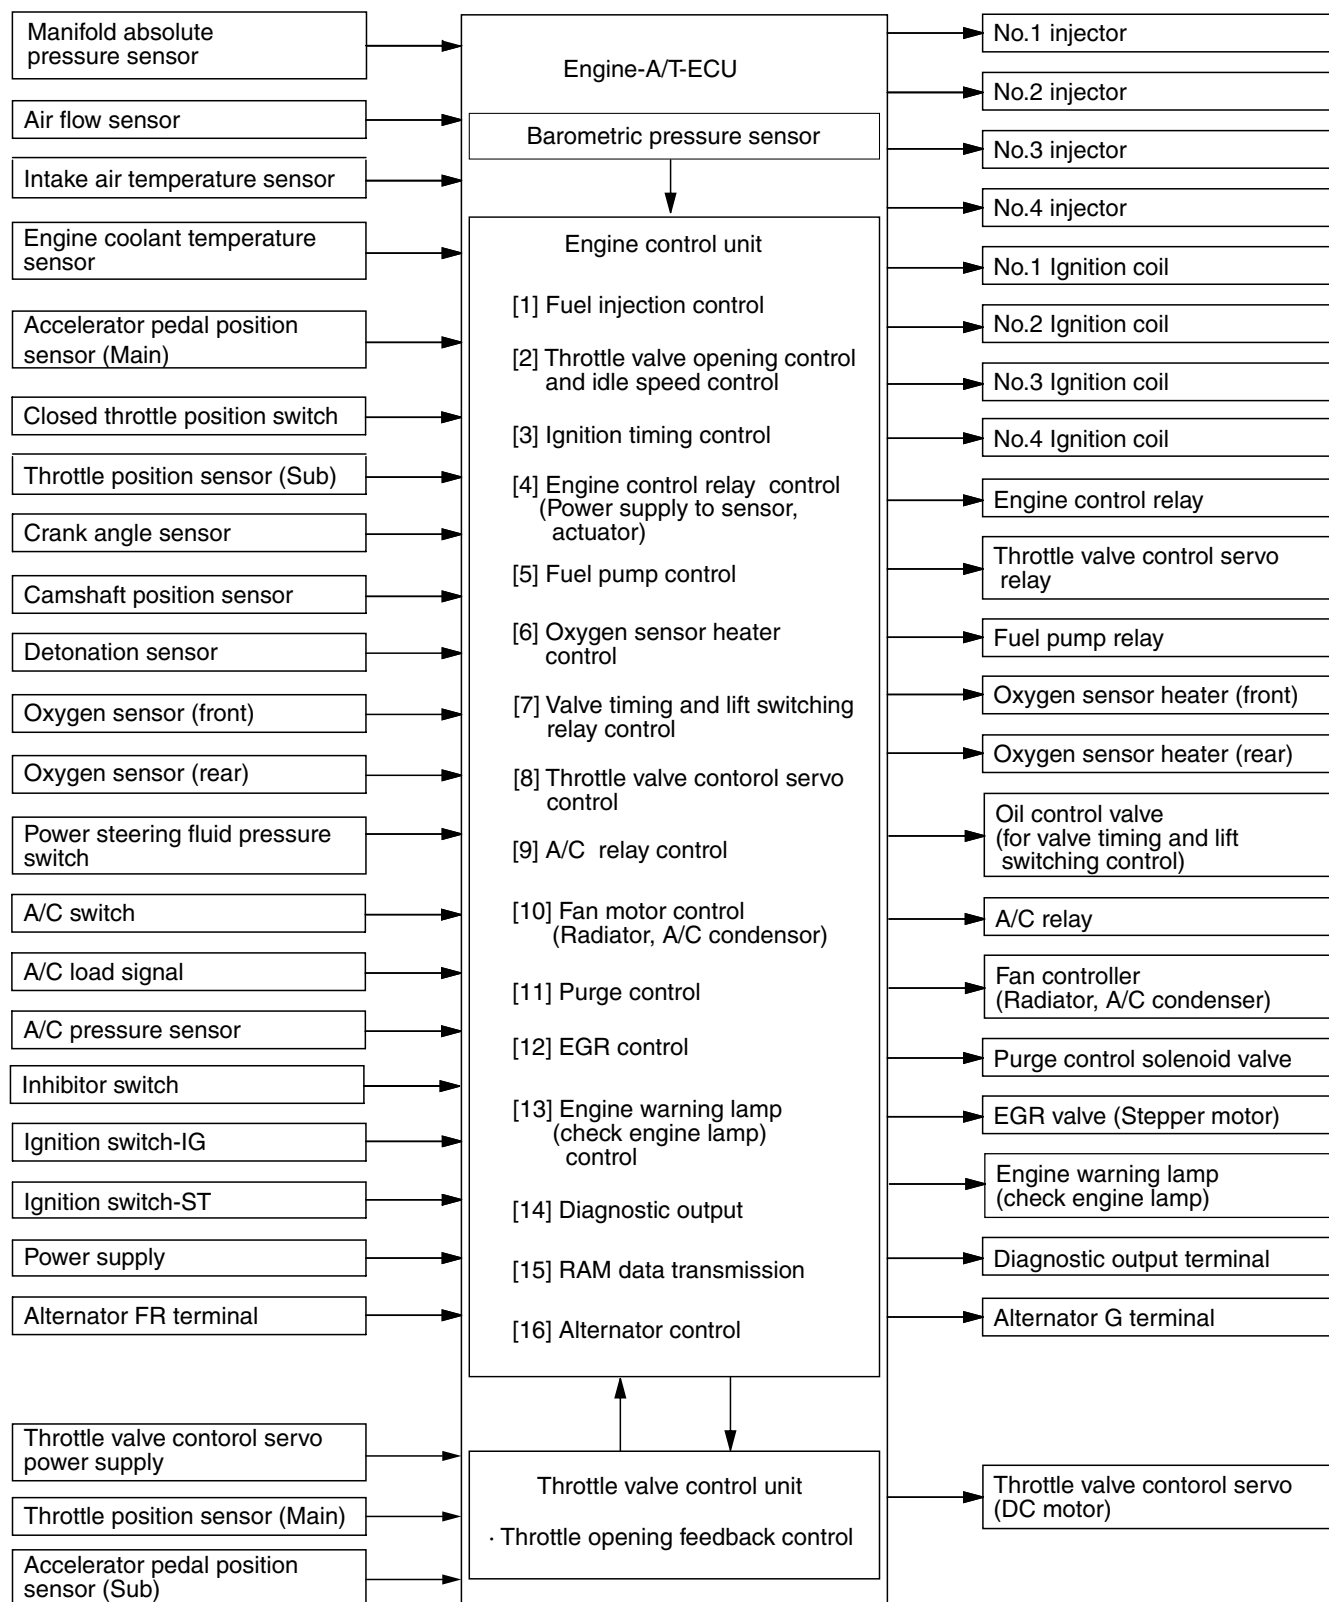 Manifold absolute
pressure sensor
Air flow sensor
Intake air temperature sensor
Engine coolant temperature
sensor
Accelerator pedal position
sensor (Main)
Closed throttle position switch
Throttle position sensor (Sub)
Crank angle sensor
Camshaft position sensor
Detonation sensor
Oxygen sensor (front)
Oxygen sensor (rear)
Power steering fluid pressure
switch
A/C switch
A/C load signal
A/C pressure sensor
Inhibitor switch
Ignition switch-IG
Ignition switch-ST
Power supply
Alternator FR terminal
Throttle valve contorol servo
power supply
Throttle position sensor (Main)
Accelerator pedal position
sensor (Sub)
Engine-A/T-ECU
Barometric pressure sensor
Engine control unit
[1] Fuel injection control
[2] Throttle valve opening control
and idle speed control
[3] Ignition timing control
[4] Engine control relay control
(Power supply to sensor,
actuator)
[5] Fuel pump control
[6] Oxygen sensor heater
control
[7] Valve timing and lift switching
relay control
[8] Throttle valve contorol servo
control
[9] A/C relay control
[10] Fan motor control
(Radiator, A/C condensor)
[11] Purge control
[12] EGR control
[13] Engine warning lamp
(check engine lamp)
control
[14] Diagnostic output
[15] RAM data transmission
[16] Alternator control
Throttle valve control unit
· Throttle opening feedback control
No.1 injector
No.2 injector
No.3 injector
No.4 injector
No.1 Ignition coil
No.2 Ignition coil
No.3 Ignition coil
No.4 Ignition coil
Engine control relay
Throttle valve control servo
relay
Fuel pump relay
Oxygen sensor heater (front)
Oxygen sensor heater (rear)
Oil control valve
(for valve timing and lift
switching control)
A/C relay
Fan controller
(Radiator, A/C condenser)
Purge control solenoid valve
EGR valve (Stepper motor)
Engine warning lamp
(check engine lamp)
Diagnostic output terminal
Alternator G terminal
Throttle valve contorol servo
(DC motor)